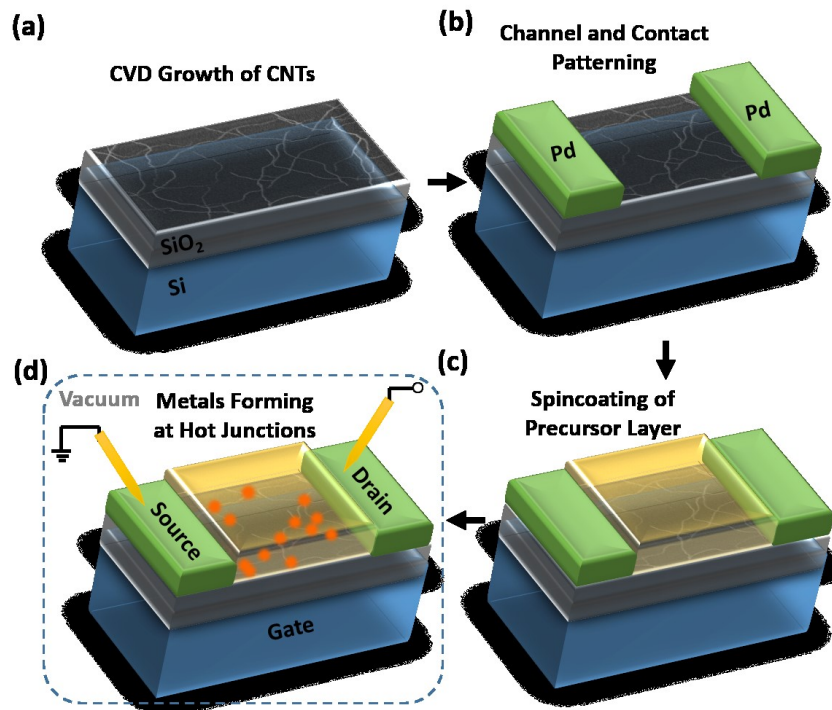 (a)
CVD Growth of CNTs
SiO₂
Si
(b)
Channel and Contact
Patterning
Pd
Pd
(c)
Spincoating of
Precursor Layer
(d)
Vacuum
Metals Forming
at Hot Junctions
Source
Drain
Gate